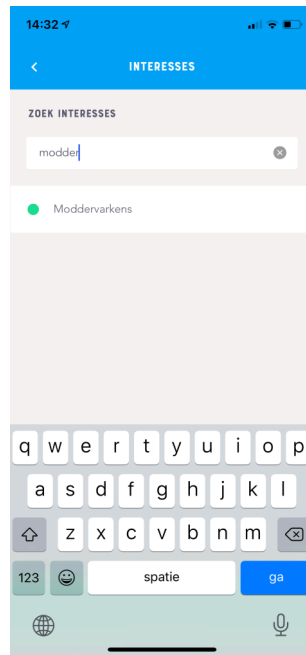 14:32
INTERESSES
ZOEK INTERESSES
modder
Moddervarkens
q w e r t y u i o p
a s d f g h j k l
z x c v b n m
123 spatie ga